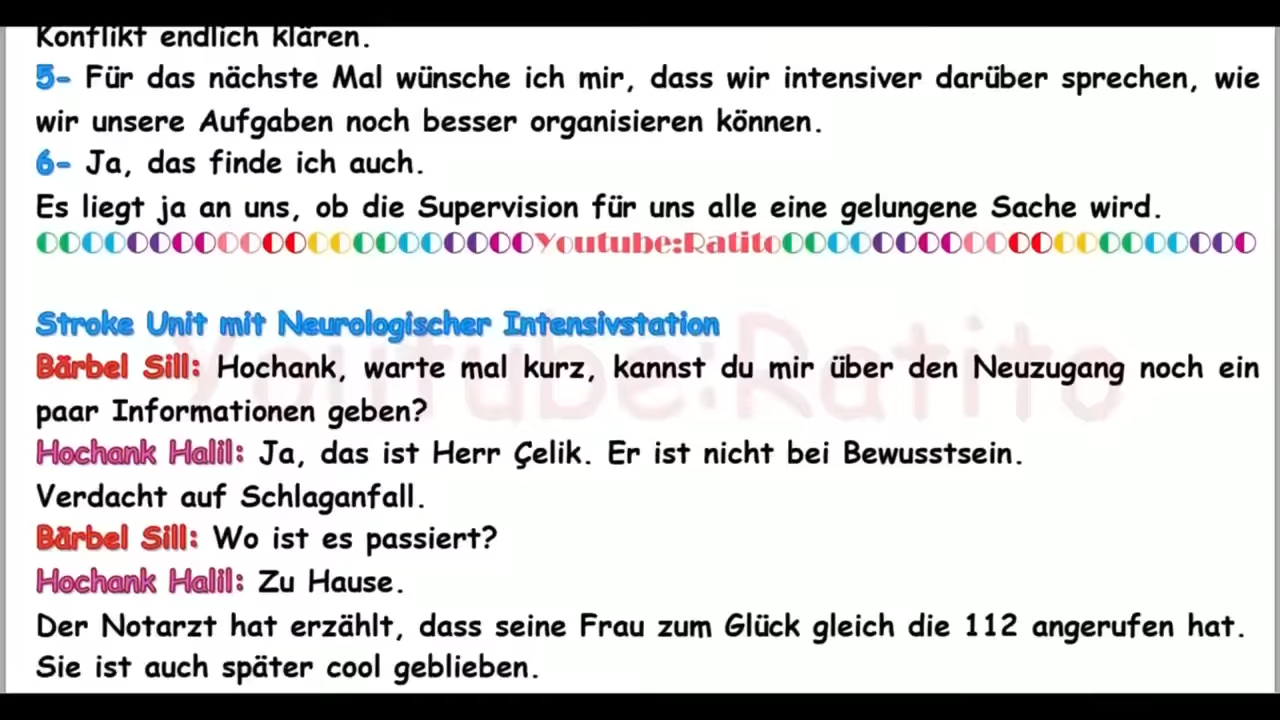 Konflikt endlich klären.
5- Für das nächste Mal wünsche ich mir, dass wir intensiver darüber sprechen, wie
wir unsere Aufgaben noch besser organisieren können.
6- Ja, das finde ich auch.
Es liegt ja an uns, ob die Supervision für uns alle eine gelungene Sache wird.
Youtube:Ratito
Stroke Unit mit Neurologischer Intensivstation
Youtube:Ratito
Bärbel Sill: Hochank, warte mal kurz, kannst du mir über den Neuzugang noch ein
paar Informationen geben?
Hochank Halil: Ja, das ist Herr Çelik. Er ist nicht bei Bewusstsein.
Verdacht auf Schlaganfall.
Bärbel Sill: Wo ist es passiert?
Hochank Halil: Zu Hause.
Der Notarzt hat erzählt, dass seine Frau zum Glück gleich die 112 angerufen hat.
Sie ist auch später cool geblieben.